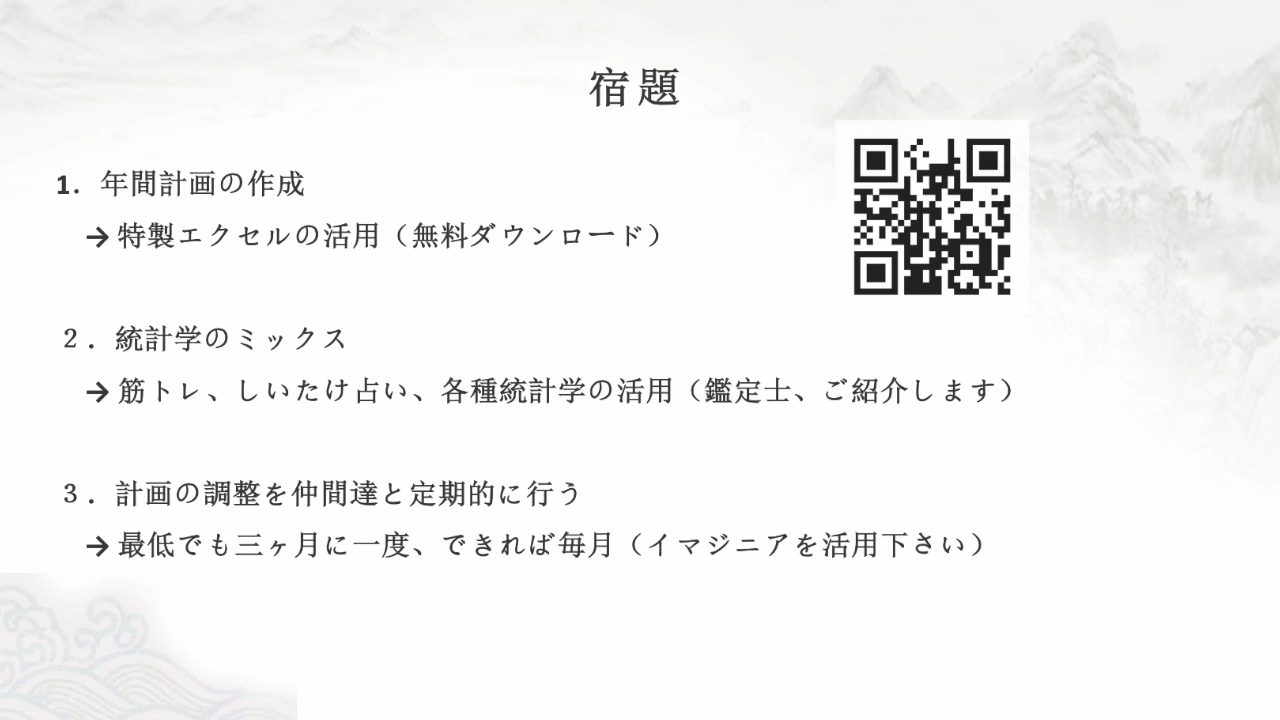 宿題
1. 年間計画の作成
→ 特製エクセルの活用（無料ダウンロード）
２．統計学のミックス
→ 筋トレ、しいたけ占い、各種統計学の活用（鑑定士、ご紹介します）
３．計画の調整を仲間達と定期的に行う
→ 最低でも三ヶ月に一度、できれば毎月（イマジニアを活用下さい）